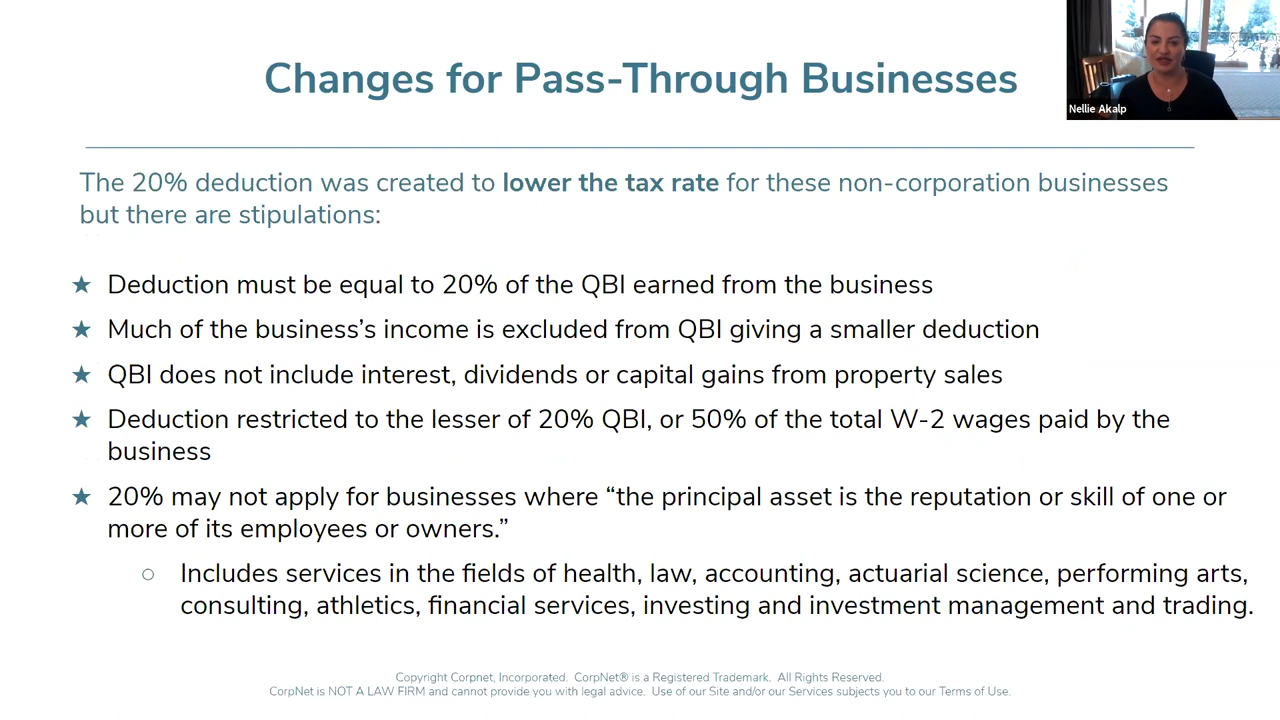 Changes for Pass-Through Businesses
Nellie Akalp
The 20% deduction was created to lower the tax rate for these non-corporation businesses
but there are stipulations:
★ Deduction must be equal to 20% of the QBI earned from the business
★ Much of the business’s income is excluded from QBI giving a smaller deduction
★ QBI does not include interest, dividends or capital gains from property sales
★ Deduction restricted to the lesser of 20% QBI, or 50% of the total W-2 wages paid by the
business
★ 20% may not apply for businesses where “the principal asset is the reputation or skill of one or
more of its employees or owners.”
○ Includes services in the fields of health, law, accounting, actuarial science, performing arts,
consulting, athletics, financial services, investing and investment management and trading.
Copyright Corpnet, Incorporated. CorpNet® is a Registered Trademark. All Rights Reserved.
CorpNet is NOT A LAW FIRM and cannot provide you with legal advice. Use of our Site and/or our Services subjects you to our Terms of Use.